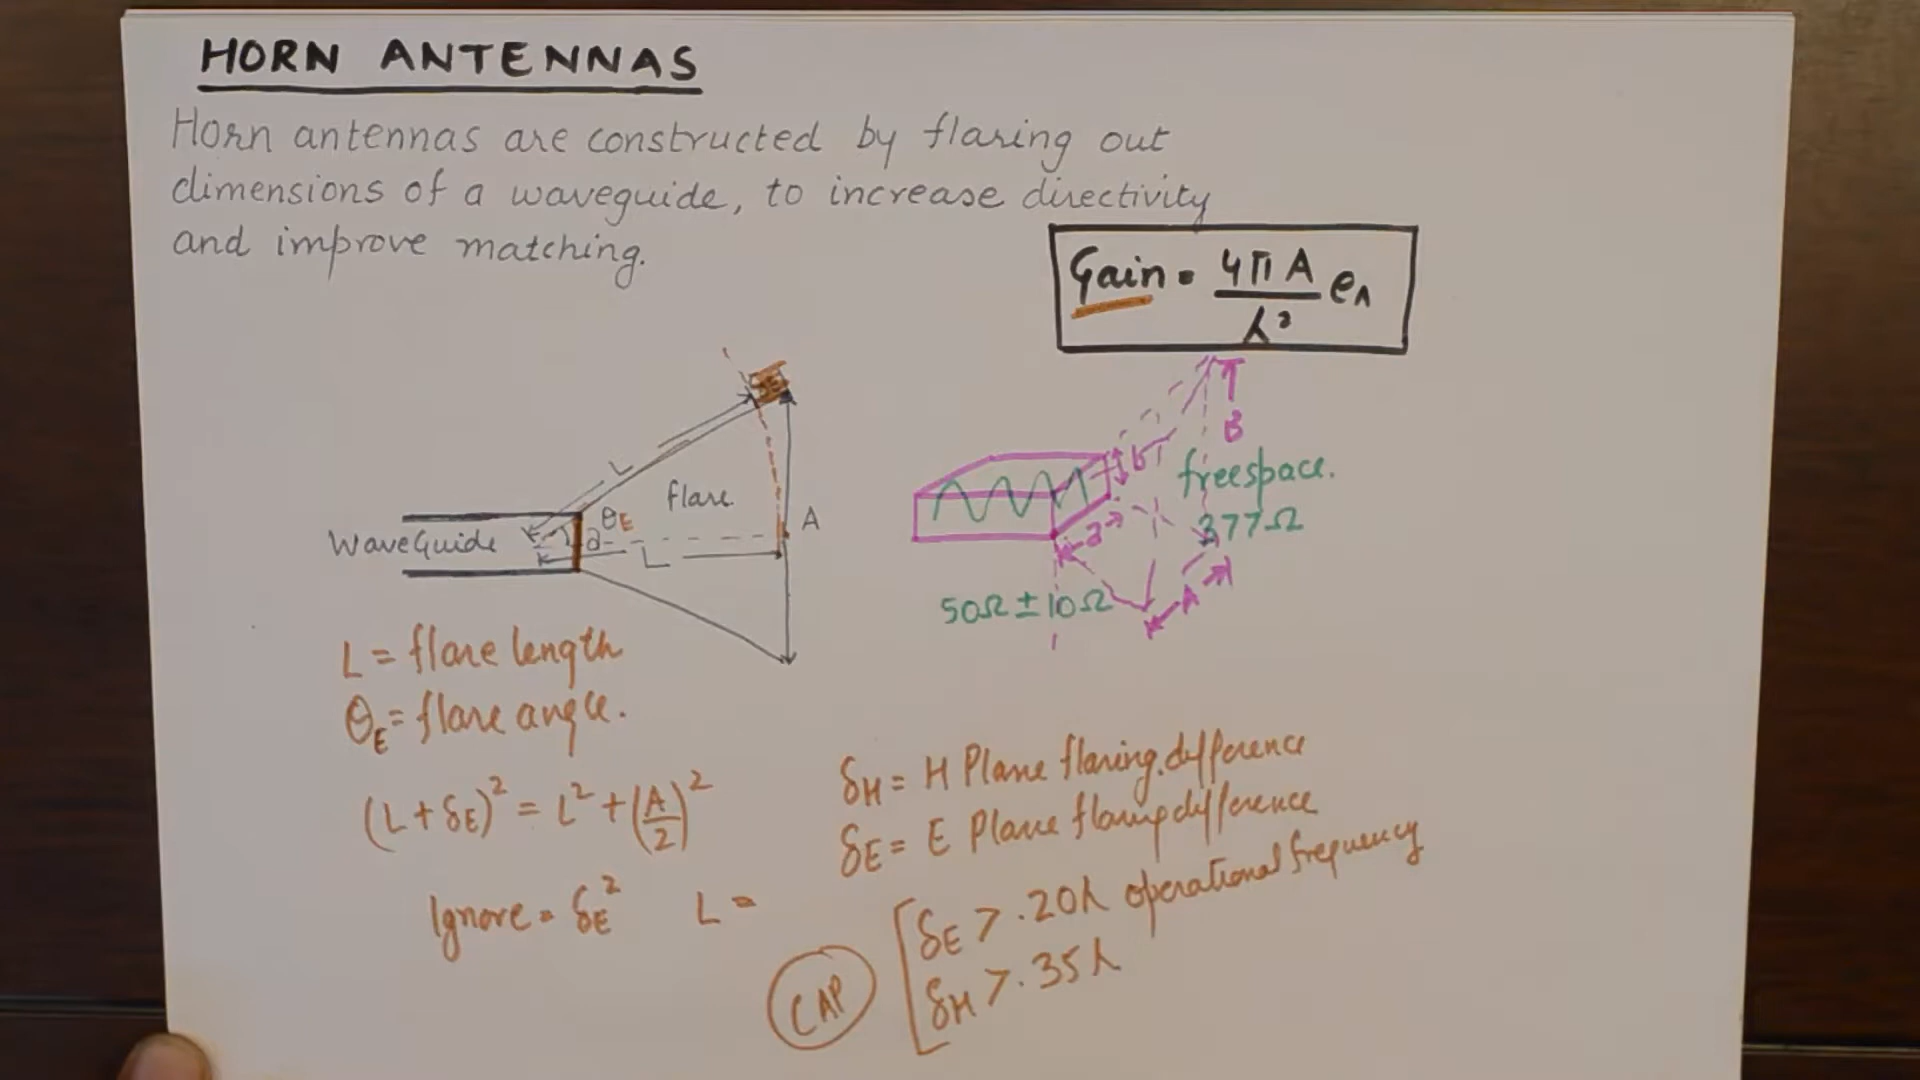 HORN ANTENNAS
Horn antennas are constructed by flaring out
dimensions of a waveguide, to increase directivity
and improve matching.
Gain = 4πA / λ² eA
δE
L
flare
θE
WaveGuide
a
A
L
B
b
freespace.
377Ω
a
A
50Ω ± 10Ω
L = flare length
θE = flare angle.
(L + δE)² = L² + (A/2)²
Ignore = δE² L =
δH = H Plane flaring difference
δE = E Plane flaring difference
δE > .20λ operational frequency
δH > .35λ
CAP